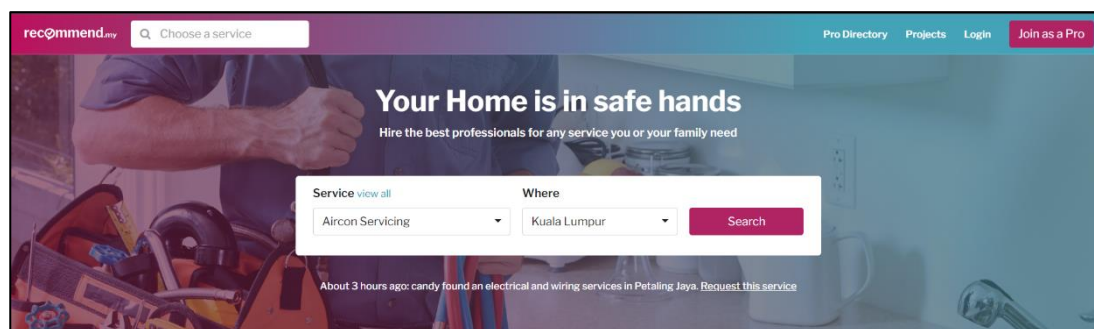 recommend.my
Choose a service
Pro Directory
Projects
Login
Join as a Pro
Your Home is in safe hands
Hire the best professionals for any service you or your family need
Service view all
Where
Aircon Servicing
Kuala Lumpur
Search
About 3 hours ago: candy found an electrical and wiring services in Petaling Jaya. Request this service